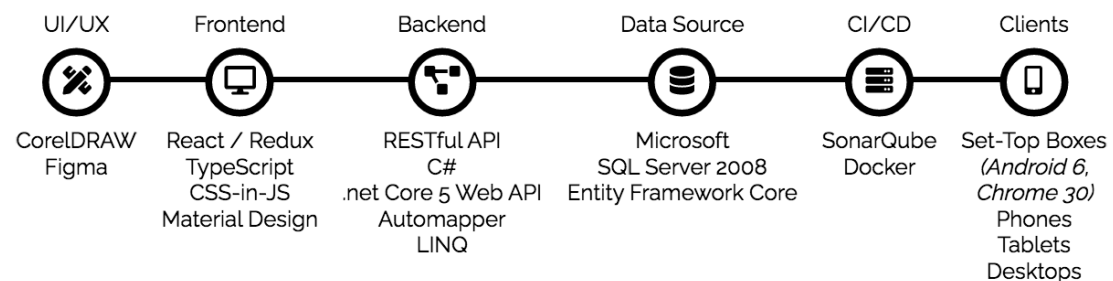 UI/UX
CorelDRAW
Figma
Frontend
React / Redux
TypeScript
CSS-in-JS
Material Design
Backend
RESTful API
C#
.net Core 5 Web API
Automapper
LINQ
Data Source
Microsoft
SQL Server 2008
Entity Framework Core
CI/CD
SonarQube
Docker
Clients
Set-Top Boxes
(Android 6,
Chrome 30)
Phones
Tablets
Desktops